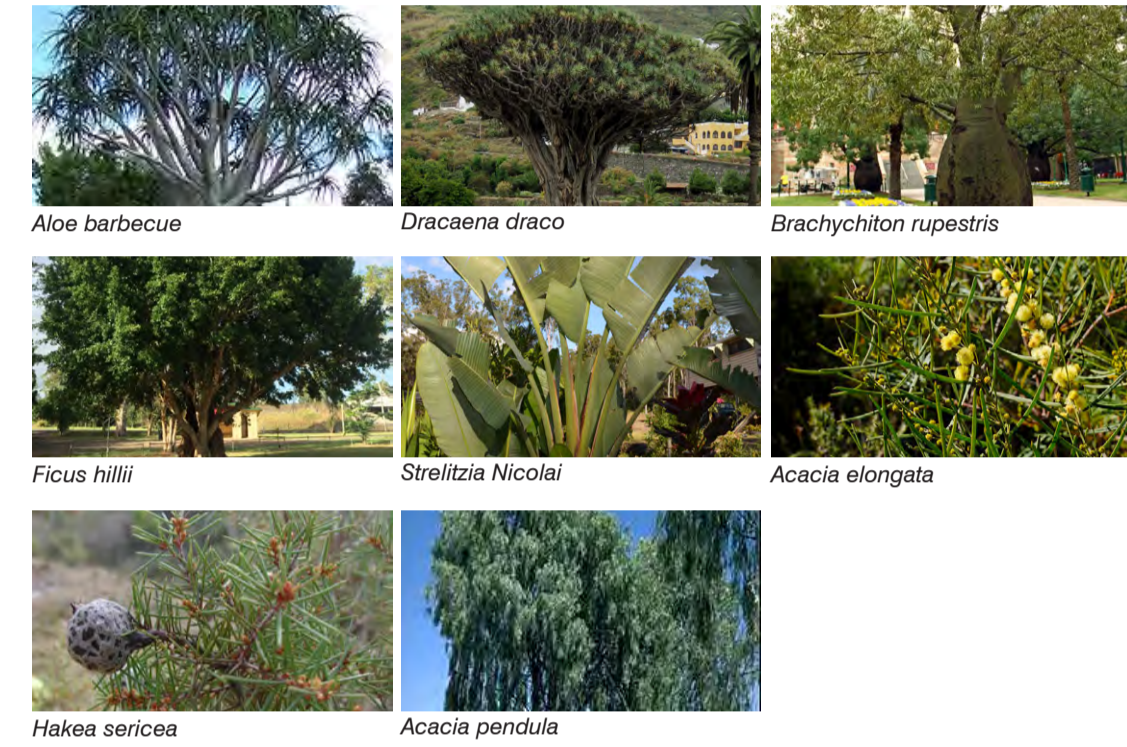 Aloe barbecue
Dracaena draco
Brachychiton rupestris
Ficus hillii
Strelitzia Nicolai
Acacia elongata
Hakea sericea
Acacia pendula